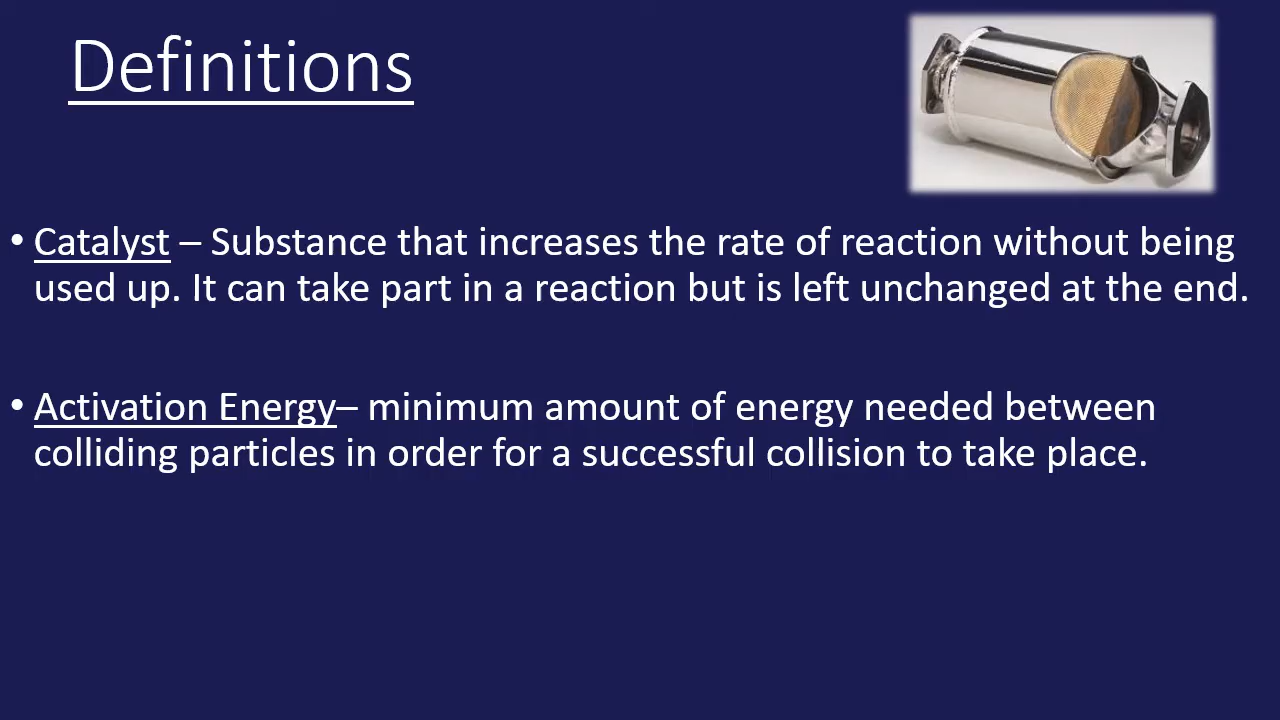 Definitions
• Catalyst – Substance that increases the rate of reaction without being
used up. It can take part in a reaction but is left unchanged at the end.
• Activation Energy– minimum amount of energy needed between
colliding particles in order for a successful collision to take place.